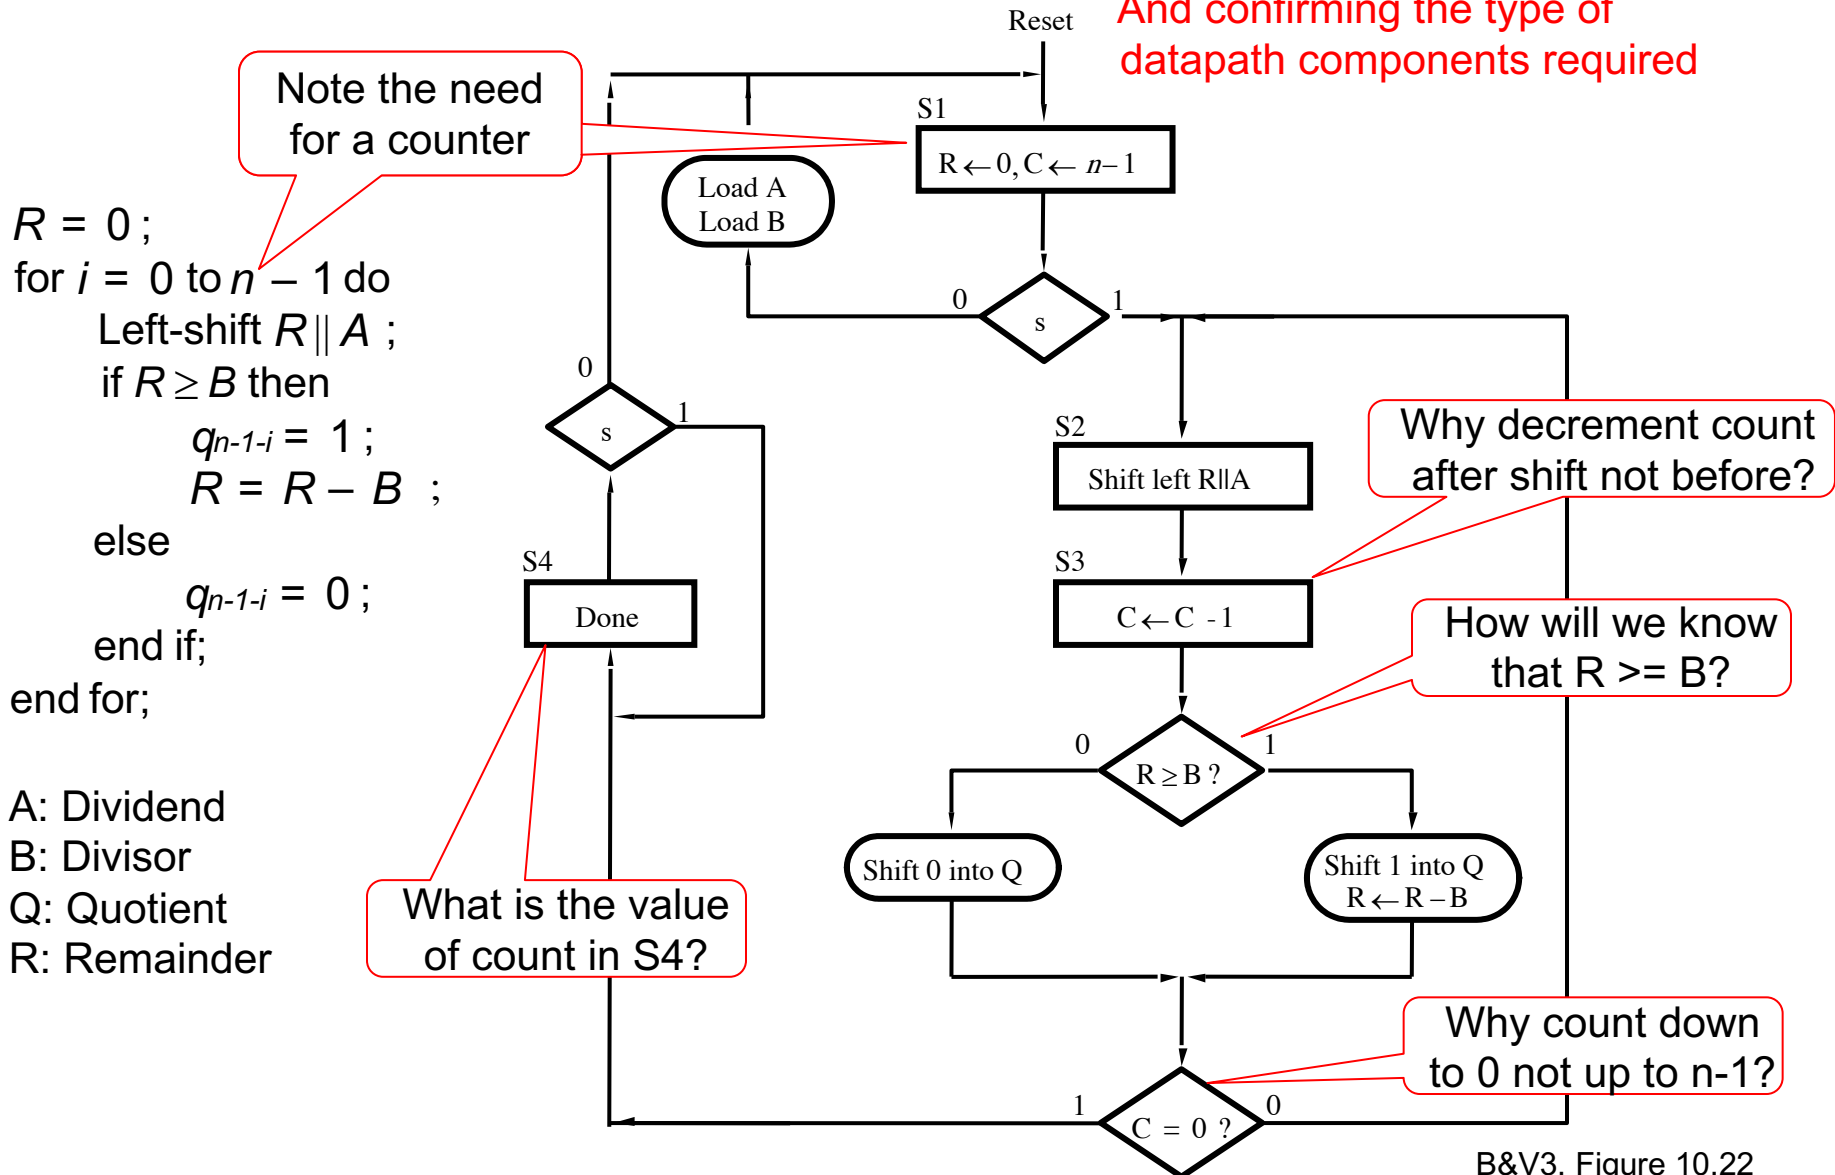 And confirming the type of
datapath components required
Reset
Note the need
for a counter
S1
R ← 0, C ← n – 1
Load A
Load B
0
s
1
R = 0 ;
for i = 0 to n – 1 do
Left-shift R || A ;
if R ≥ B then
qn-1-i = 1 ;
R = R – B ;
else
qn-1-i = 0 ;
end if;
end for;
0
s
1
S2
Shift left R||A
Why decrement count
after shift not before?
S4
Done
S3
C ← C - 1
How will we know
that R >= B?
0
R ≥ B ?
1
A: Dividend
B: Divisor
Q: Quotient
R: Remainder
Shift 0 into Q
Shift 1 into Q
R ← R – B
What is the value
of count in S4?
Why count down
to 0 not up to n-1?
1
C = 0 ?
0
B&V3, Figure 10.22